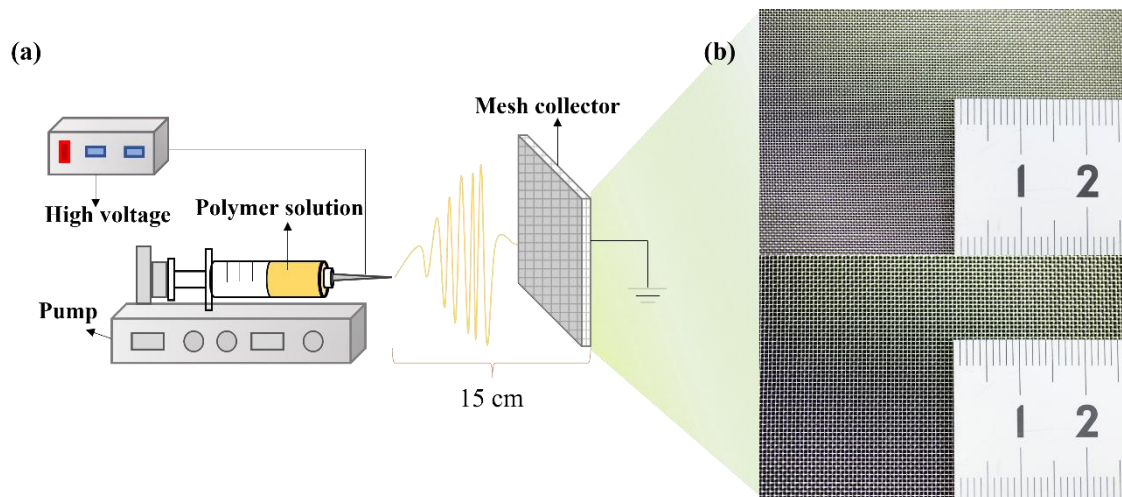 (a)
(b)
Mesh collector
High voltage
Polymer solution
Pump
15 cm
1 2
1 2